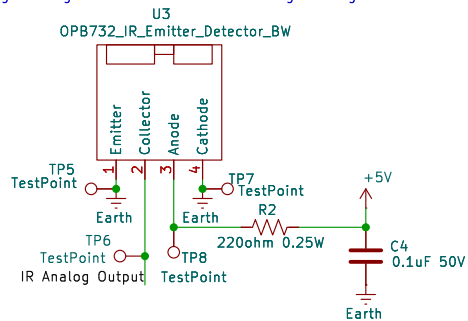 U3
OPB732_IR_Emitter_Detector_BW
Emitter
Collector
Anode
Cathode
1
2
3
4
TP5
TestPoint
TP7
TestPoint
Earth
Earth
+5V
R2
220ohm 0.25W
TP6
TestPoint
TP8
TestPoint
IR Analog Output
C4
0.1uF 50V
Earth